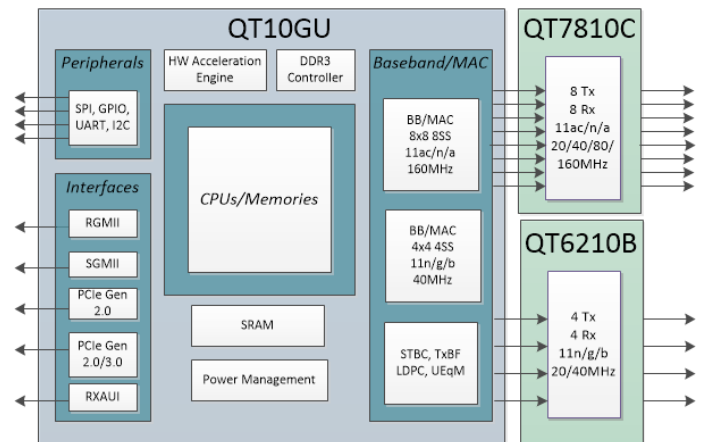 QT10GU
Peripherals
SPI, GPIO,
UART, I2C
Interfaces
RGMII
SGMII
PCIe Gen
2.0
PCIe Gen
2.0/3.0
RXAUI
HW Acceleration
Engine
DDR3
Controller
CPUs/Memories
SRAM
Power Management
Baseband/MAC
BB/MAC
8x8 8SS
11ac/n/a
160MHz
BB/MAC
4x4 4SS
11n/g/b
40MHz
STBC, TxBF
LDPC, UEqM
QT7810C
8 Tx
8 Rx
11ac/n/a
20/40/80/
160MHz
QT6210B
4 Tx
4 Rx
11n/g/b
20/40MHz